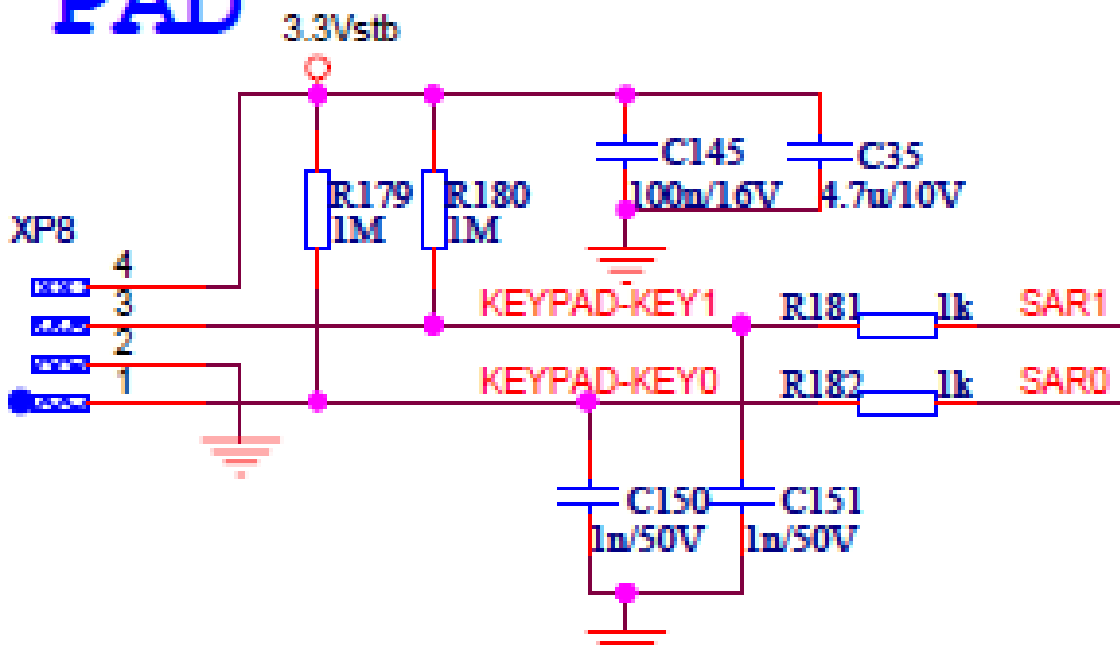 PAD
3.3Vstb
C145
C35
100n/16V
4.7u/10V
R179
R180
1M
1M
XP8
4
3
KEYPAD-KEY1
R181
1k
SAR1
2
1
KEYPAD-KEY0
R182
1k
SAR0
C150
C151
1n/50V
1n/50V